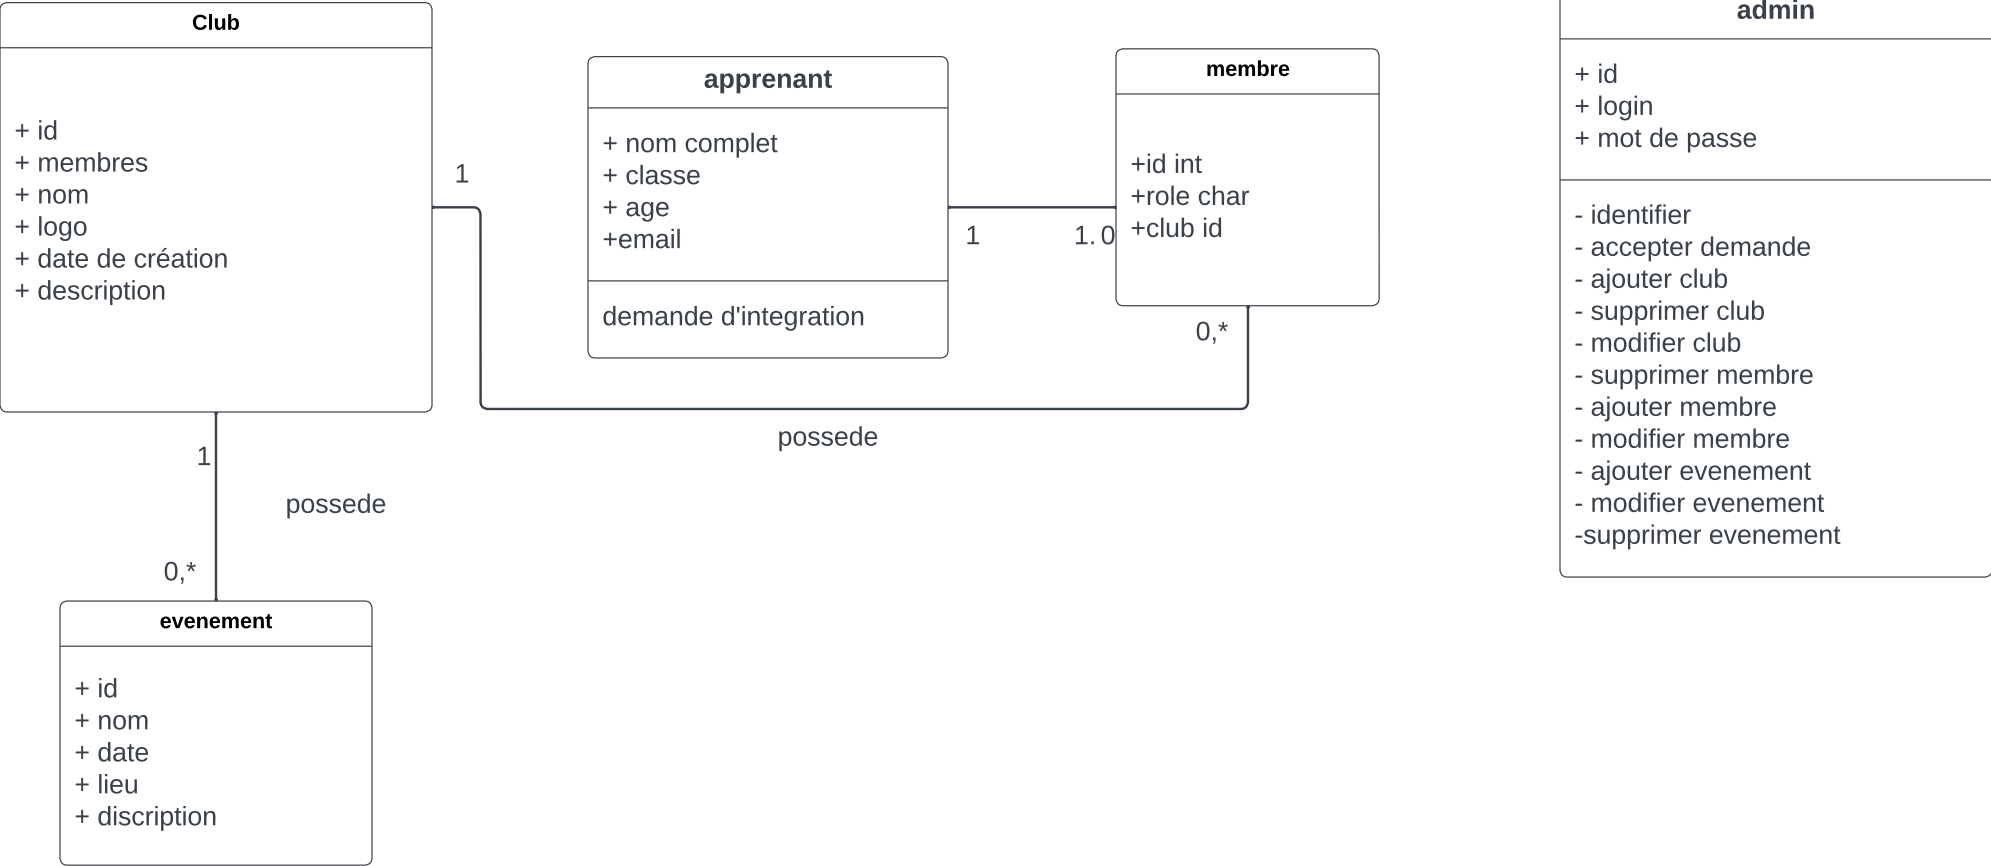 Club
+ id
+ membres
+ nom
+ logo
+ date de création
+ description
1
apprenant
+ nom complet
+ classe
+ age
+email
demande d'integration
1
1. 0
membre
+id int
+role char
+club id
0,*
possede
1
possede
0,*
evenement
+ id
+ nom
+ date
+ lieu
+ discription
admin
+ id
+ login
+ mot de passe
- identifier
- accepter demande
- ajouter club
- supprimer club
- modifier club
- supprimer membre
- ajouter membre
- modifier membre
- ajouter evenement
- modifier evenement
-supprimer evenement